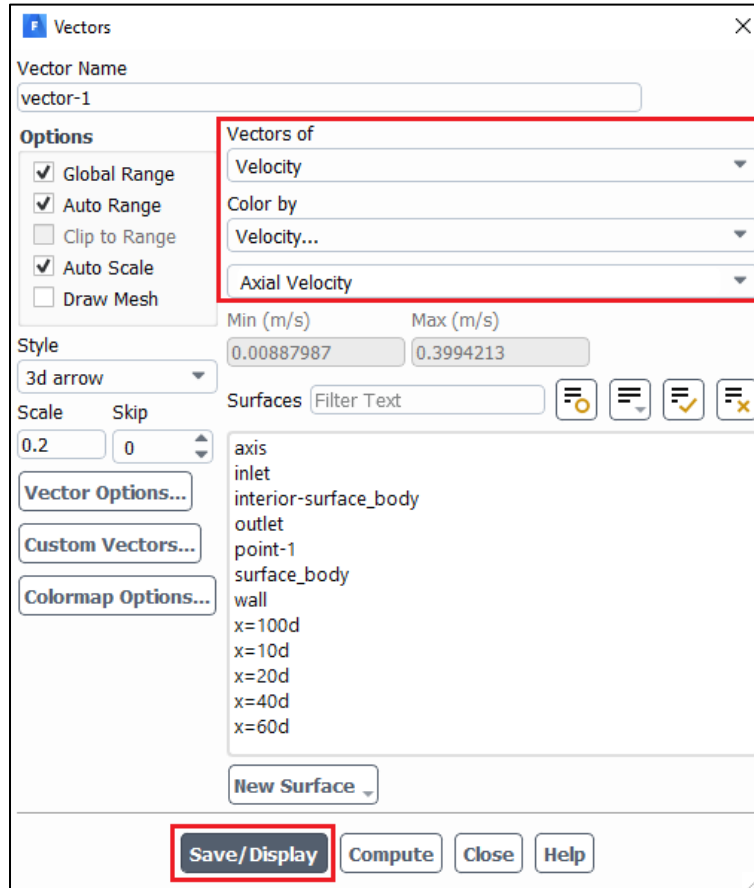 F Vectors
Vector Name
vector-1
Options
Global Range
Auto Range
Clip to Range
Auto Scale
Draw Mesh
Style
3d arrow
Scale Skip
0.2 0
Vector Options...
Custom Vectors...
Colormap Options...
Vectors of
Velocity
Color by
Velocity...
Axial Velocity
Min (m/s) Max (m/s)
0.00887987 0.3994213
Surfaces Filter Text
axis
inlet
interior-surface_body
outlet
point-1
surface_body
wall
x=100d
x=10d
x=20d
x=40d
x=60d
New Surface
Save/Display Compute Close Help